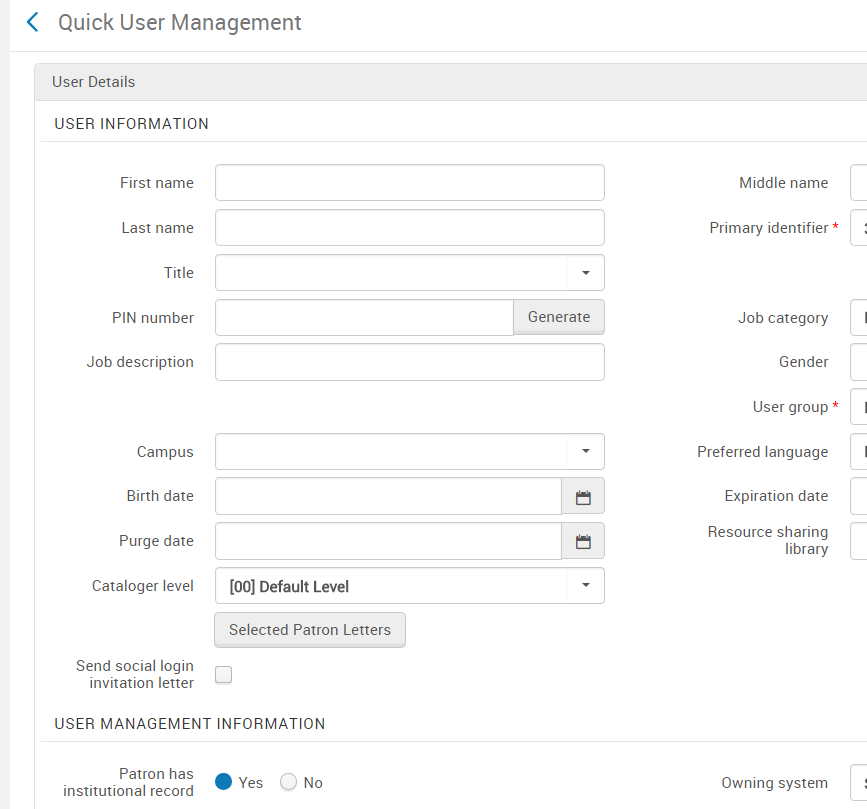 Quick User Management
User Details
USER INFORMATION
First name
Middle name
Last name
Primary identifier *
Title
PIN number
Generate
Job category
Job description
Gender
User group *
Campus
Preferred language
Birth date
Expiration date
Purge date
Resource sharing
library
Cataloger level
[00] Default Level
Selected Patron Letters
Send social login
invitation letter
USER MANAGEMENT INFORMATION
Patron has
institutional record
Yes
No
Owning system